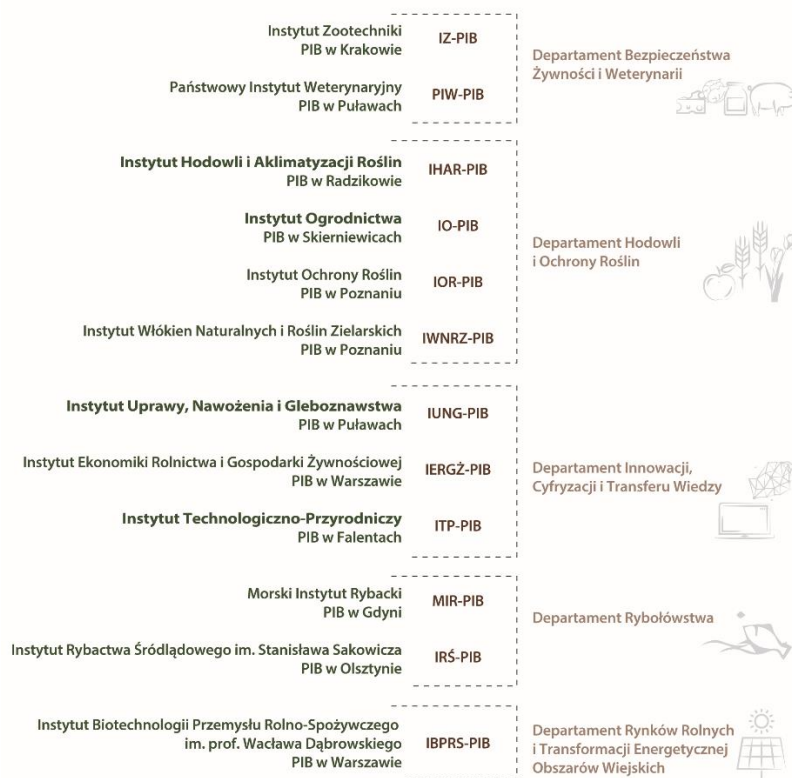 Instytut Zootechniki
PIB w Krakowie
IZ-PIB
Państwowy Instytut Weterynaryjny
PIB w Puławach
PIW-PIB
Departament Bezpieczeństwa
Żywności i Weterynarii
Instytut Hodowli i Aklimatyzacji Roślin
PIB w Radzikowie
IHAR-PIB
Instytut Ogrodnictwa
PIB w Skierniewicach
IO-PIB
Instytut Ochrony Roślin
PIB w Poznaniu
IOR-PIB
Instytut Włókien Naturalnych i Roślin Zielarskich
PIB w Poznaniu
IWNRZ-PIB
Departament Hodowli
i Ochrony Roślin
Instytut Uprawy, Nawożenia i Gleboznawstwa
PIB w Puławach
IUNG-PIB
Instytut Ekonomiki Rolnictwa i Gospodarki Żywnościowej
PIB w Warszawie
IERGŻ-PIB
Instytut Technologiczno-Przyrodniczy
PIB w Falentach
ITP-PIB
Departament Innowacji,
Cyfryzacji i Transferu Wiedzy
Morski Instytut Rybacki
PIB w Gdyni
MIR-PIB
Instytut Rybactwa Śródlądowego im. Stanisława Sakowicza
PIB w Olsztynie
IRŚ-PIB
Departament Rybołówstwa
Instytut Biotechnologii Przemysłu Rolno-Spożywczego
im. prof. Wacława Dąbrowskiego
PIB w Warszawie
IBPRS-PIB
Departament Rynków Rolnych
i Transformacji Energetycznej
Obszarów Wiejskich